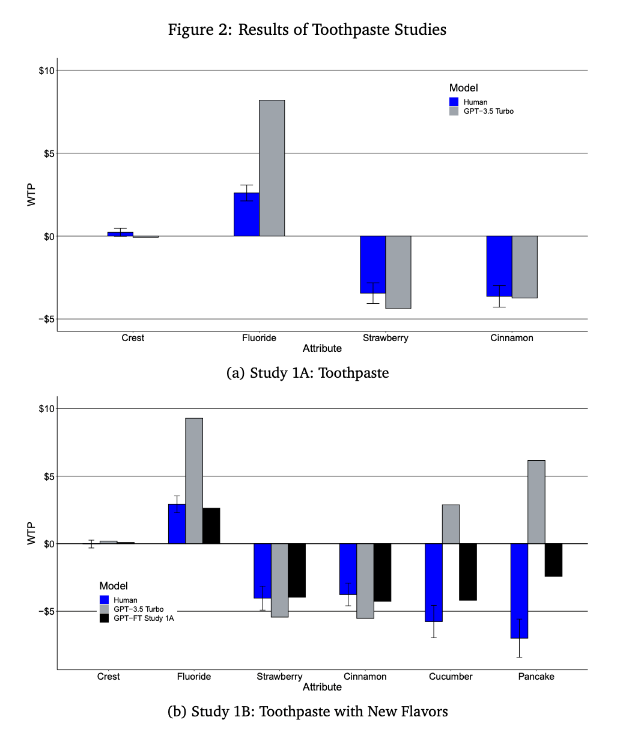 Figure 2: Results of Toothpaste Studies
$10
$5
$0
−$5
WTP
Model
Human
GPT−3.5 Turbo
Crest
Fluoride
Strawberry
Cinnamon
Attribute
(a) Study 1A: Toothpaste
$10
$5
$0
−$5
WTP
Model
Human
GPT−3.5 Turbo
GPT−FT Study 1A
Crest
Fluoride
Strawberry
Cinnamon
Cucumber
Pancake
Attribute
(b) Study 1B: Toothpaste with New Flavors